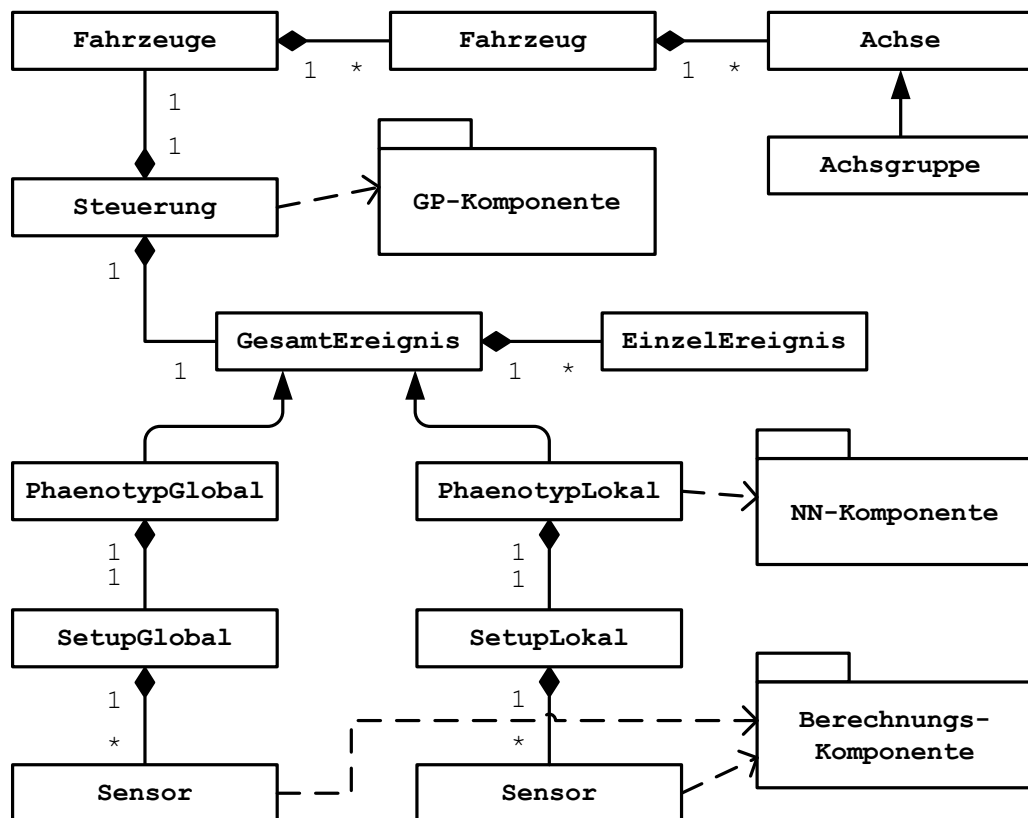 Fahrzeuge
Fahrzeug
Achse
1 *
1 *
1
Achsgruppe
1
Steuerung
GP-Komponente
1
GesamtEreignis
EinzelEreignis
1
1 *
PhaenotypGlobal
PhaenotypLokal
NN-Komponente
1
1
1
1
SetupGlobal
SetupLokal
1
1
*
*
Berechnungs-
Komponente
Sensor
Sensor